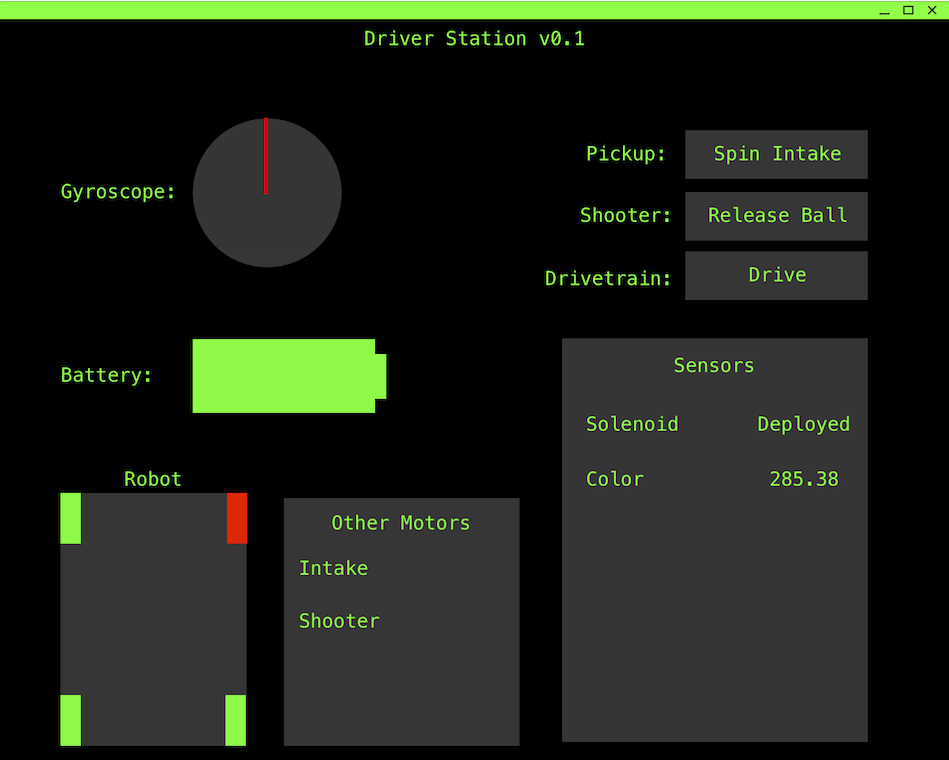 Driver Station v0.1
Gyroscope:
Pickup: Spin Intake
Shooter: Release Ball
Drivetrain: Drive
Battery:
Sensors
Solenoid Deployed
Color 285.38
Robot
Other Motors
Intake
Shooter